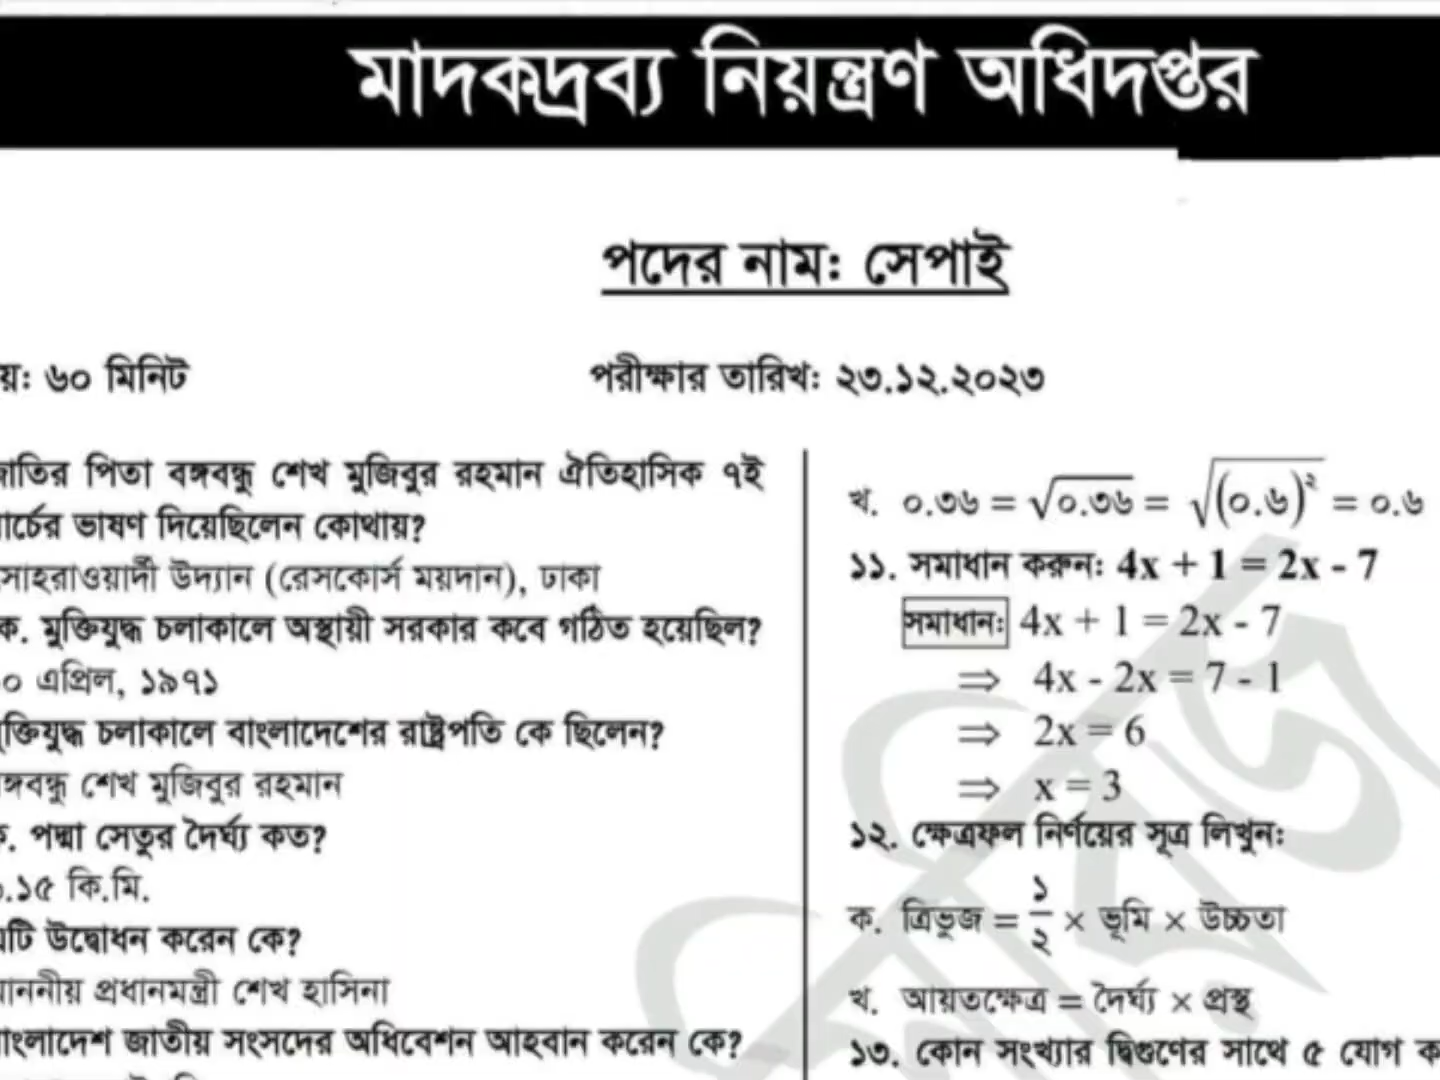 মাদকদ্রব্য নিয়ন্ত্রণ অধিদপ্তর
পদের নাম: সেপাই
য়: ৬০ মিনিট
পরীক্ষার তারিখ: ২৩.১২.২০২৩
জাতির পিতা বঙ্গবন্ধু শেখ মুজিবুর রহমান ঐতিহাসিক ৭ই
মার্চের ভাষণ দিয়েছিলেন কোথায়?
সোহরাওয়ার্দী উদ্যান (রেসকোর্স ময়দান), ঢাকা
ক. মুক্তিযুদ্ধ চলাকালে অস্থায়ী সরকার কবে গঠিত হয়েছিল?
০ এপ্রিল, ১৯৭১
মুক্তিযুদ্ধ চলাকালে বাংলাদেশের রাষ্ট্রপতি কে ছিলেন?
বঙ্গবন্ধু শেখ মুজিবুর রহমান
ক. পদ্মা সেতুর দৈর্ঘ্য কত?
৬.১৫ কি.মি.
এটি উদ্বোধন করেন কে?
মাননীয় প্রধানমন্ত্রী শেখ হাসিনা
বাংলাদেশ জাতীয় সংসদের অধিবেশন আহবান করেন কে?
খ. ০.৩৬ = √০.৩৬ = √(০.৬)² = ০.৬
১১. সমাধান করুন: 4x + 1 = 2x - 7
সমাধান: 4x + 1 = 2x - 7
⇒ 4x - 2x = 7 - 1
⇒ 2x = 6
⇒ x = 3
১২. ক্ষেত্রফল নির্ণয়ের সূত্র লিখুন:
ক. ত্রিভুজ = ১/২ × ভূমি × উচ্চতা
খ. আয়তক্ষেত্র = দৈর্ঘ্য × প্রস্থ
১৩. কোন সংখ্যার দ্বিগুণের সাথে ৫ যোগ ক